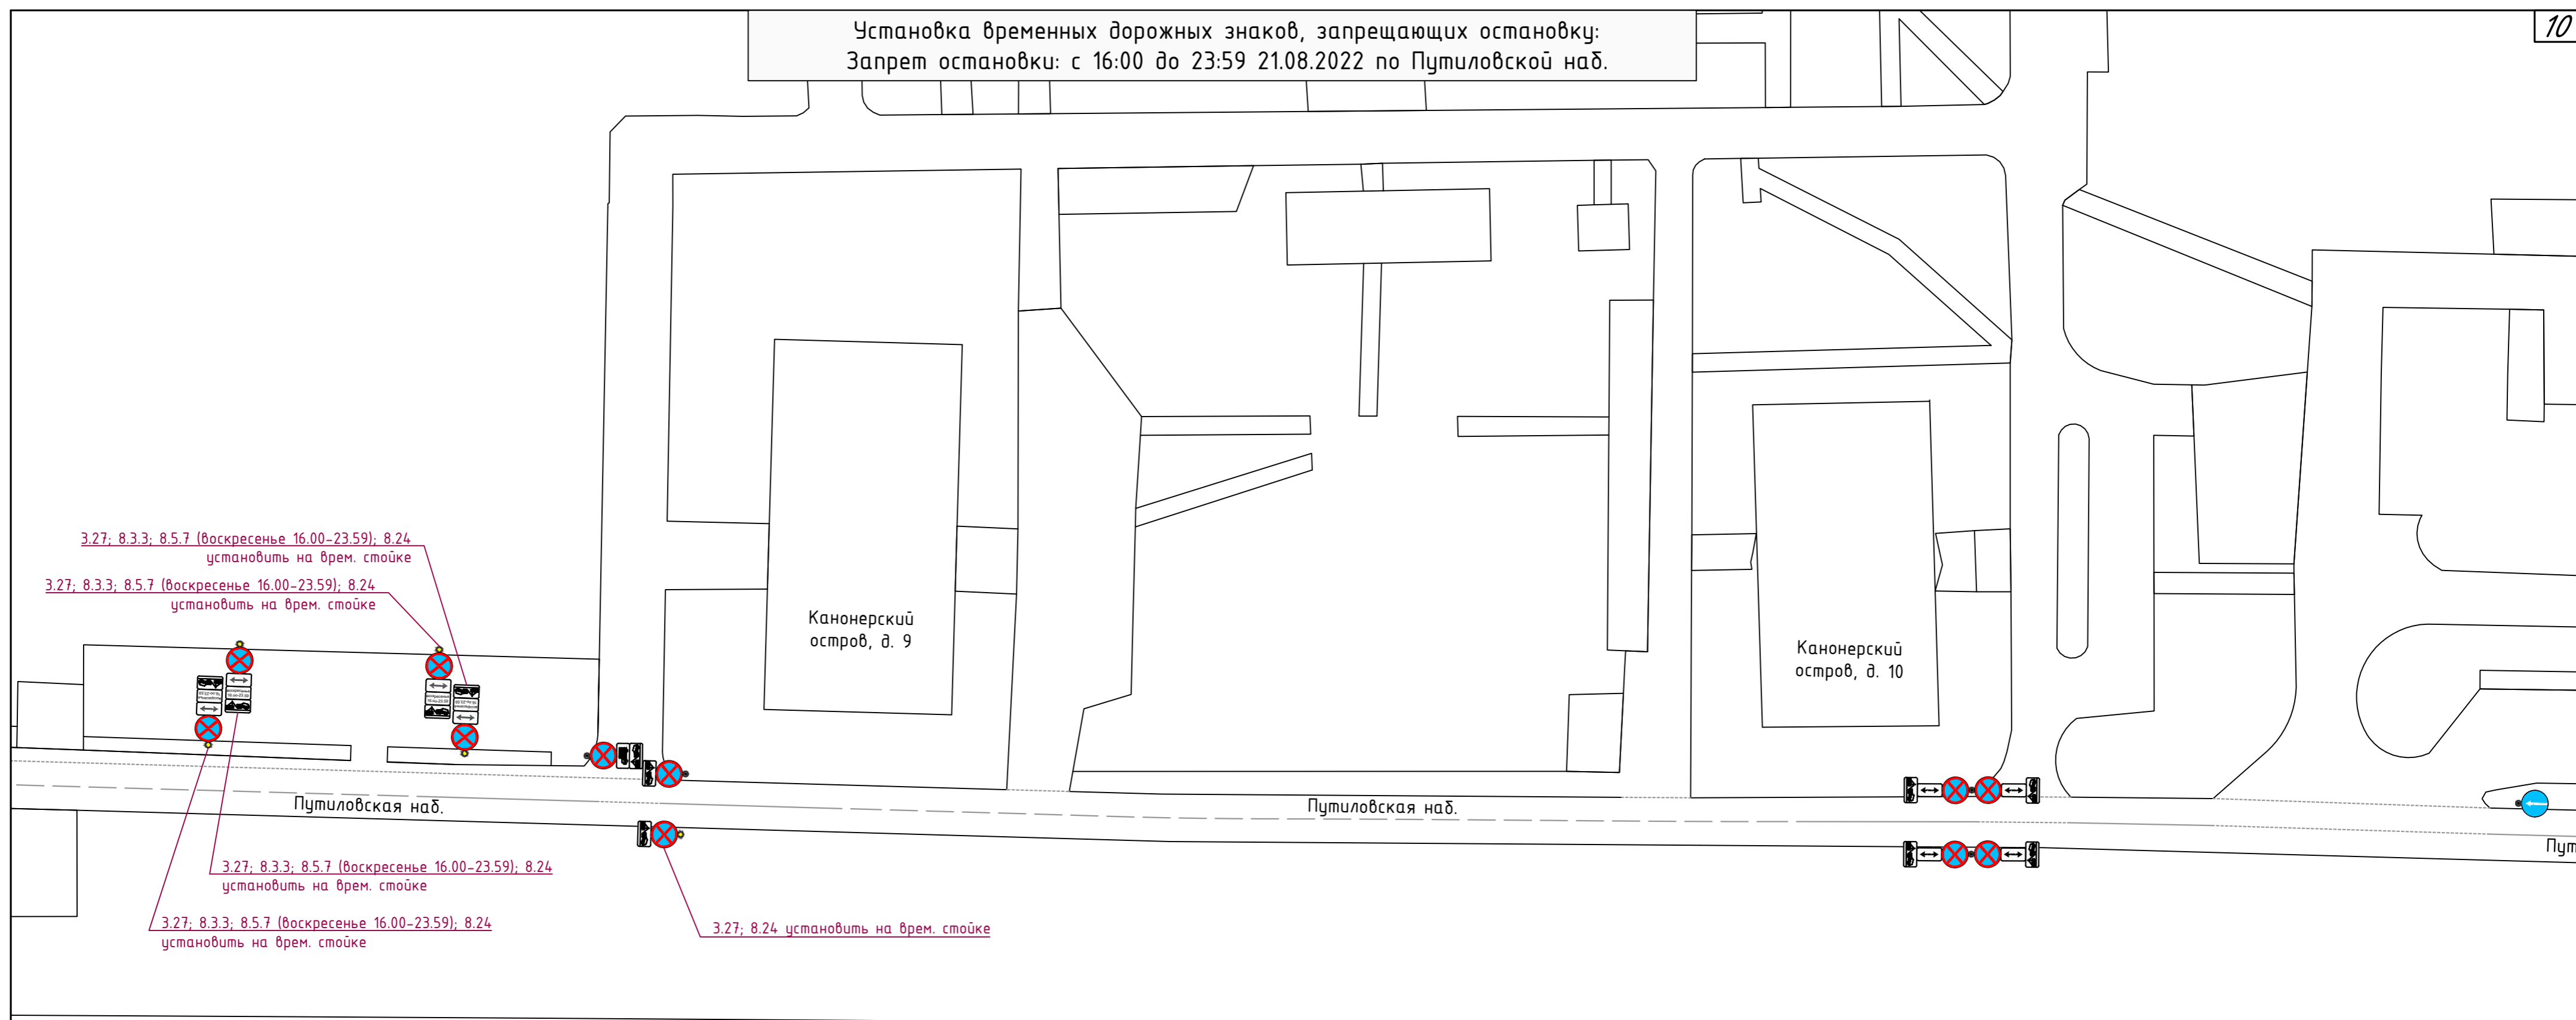 Установка временных дорожных знаков, запрещающих остановку:
Запрет остановки: с 16:00 до 23:59 21.08.2022 по Путиловской наб.
10
3.27; 8.3.3; 8.5.7 (воскресенье 16.00-23.59); 8.24
установить на врем. стойке
3.27; 8.3.3; 8.5.7 (воскресенье 16.00-23.59); 8.24
установить на врем. стойке
Канонерский
остров, д. 9
Канонерский
остров, д. 10
Путиловская наб.
Путиловская наб.
Пут
3.27; 8.3.3; 8.5.7 (воскресенье 16.00-23.59); 8.24
установить на врем. стойке
3.27; 8.3.3; 8.5.7 (воскресенье 16.00-23.59); 8.24
установить на врем. стойке
3.27; 8.24 установить на врем. стойке